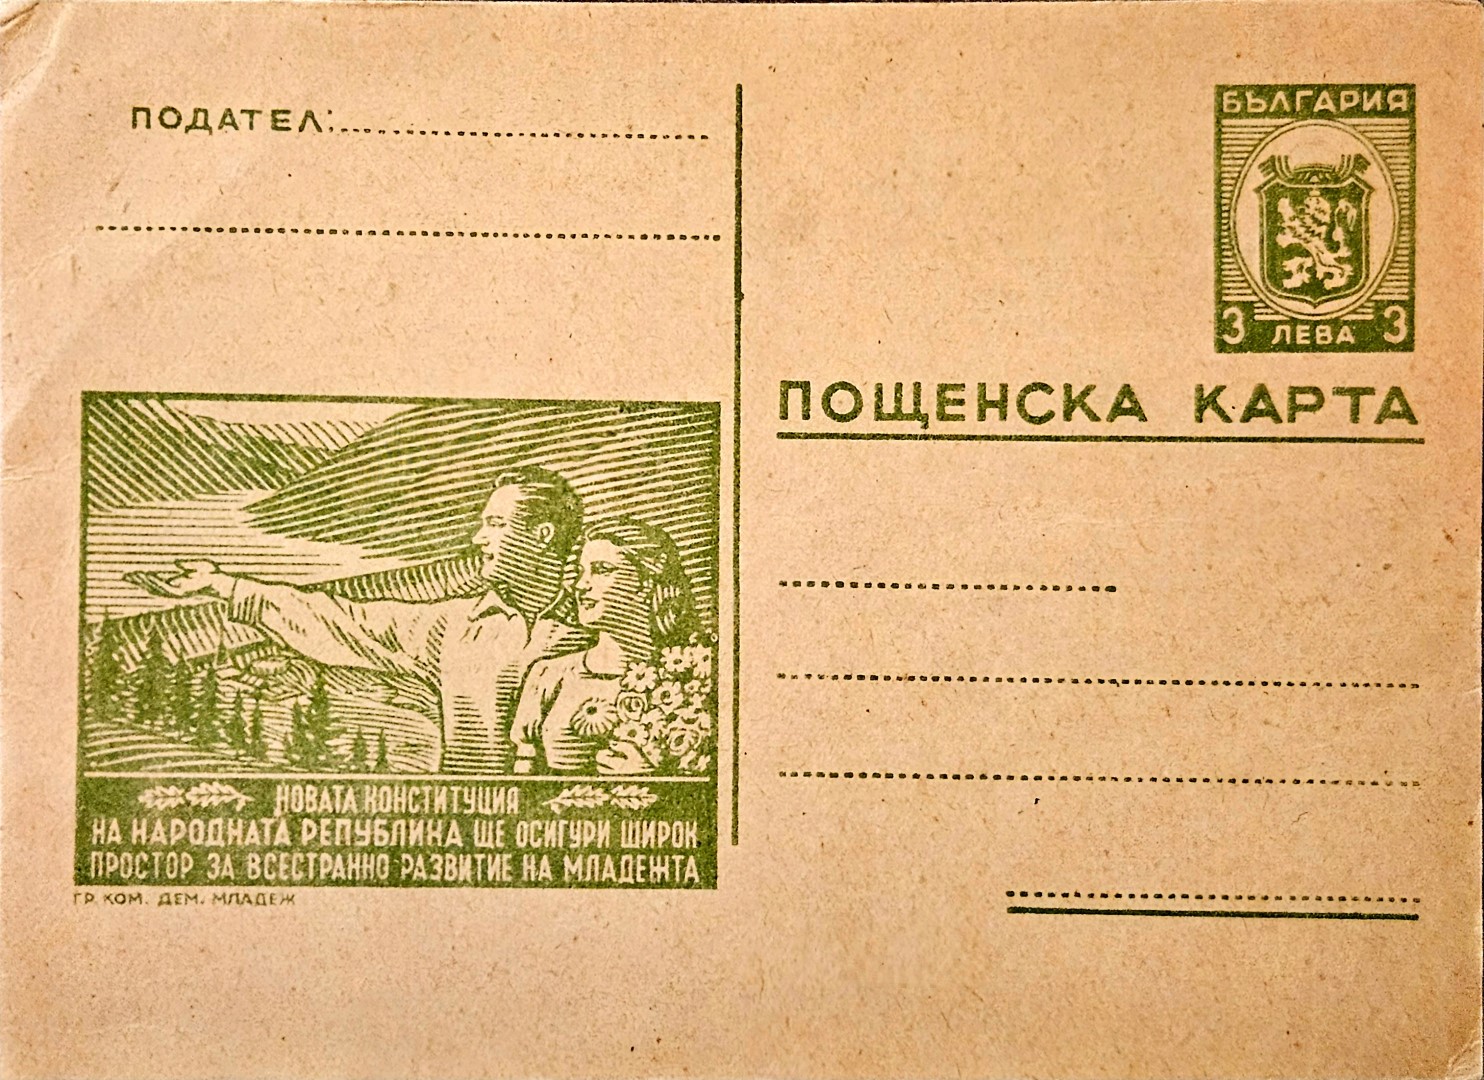 ПОДАТЕЛ:
БЪЛГАРИЯ
3 ЛЕВА 3
ПОЩЕНСКА КАРТА
НОВАТА КОНСТИТУЦИЯ
НА НАРОДНАТА РЕПУБЛИКА ЩЕ ОСИГУРИ ШИРОК
ПРОСТОР ЗА ВСЕСТРАННО РАЗВИТИЕ НА МЛАДЕЖТА
ГР. КОМ. ДЕМ. МЛАДЕЖ